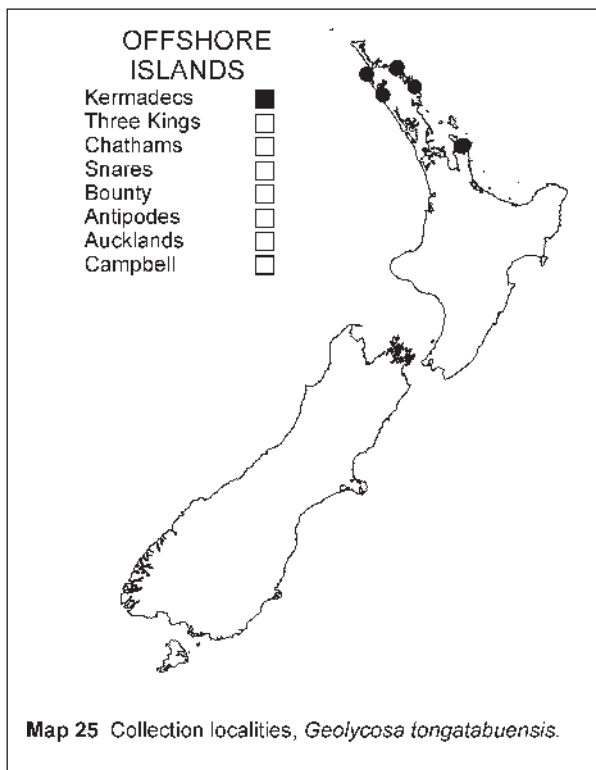 OFFSHORE
ISLANDS
Kermadecs
Three Kings
Chathams
Snares
Bounty
Antipodes
Aucklands
Campbell
Map 25 Collection localities, Geolycosa tongatabuensis.